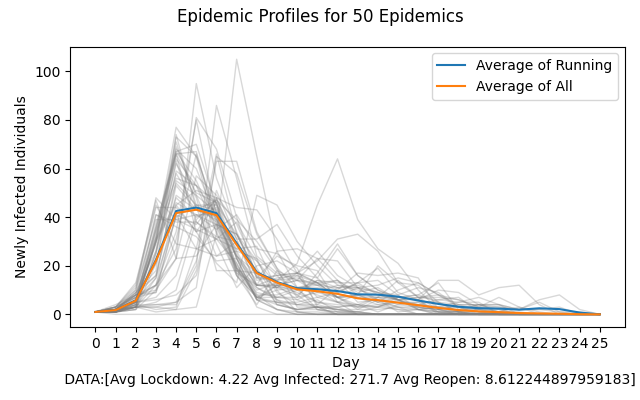 Epidemic Profiles for 50 Epidemics
Average of Running
Average of All
Newly Infected Individuals
100
80
60
40
20
0
0 1 2 3 4 5 6 7 8 9 10 11 12 13 14 15 16 17 18 19 20 21 22 23 24 25
Day
DATA:[Avg Lockdown: 4.22 Avg Infected: 271.7 Avg Reopen: 8.612244897959183]